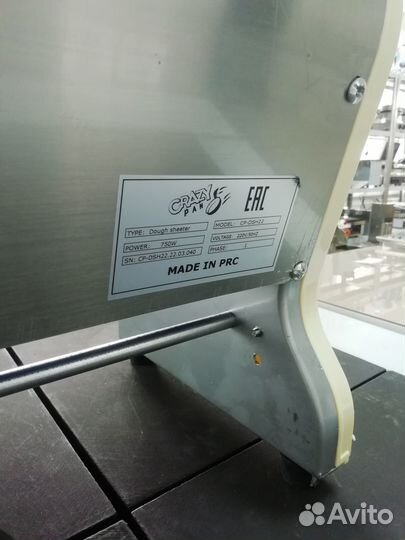 CRAZY PAN
EAC
TYPE: Dough sheeter
MODEL: CP-DSH22
POWER: 750W
VOLTAGE: 220V/50HZ
SN: CP-DSH22.22.03.040
PHASE: 1
MADE IN PRC
Avito